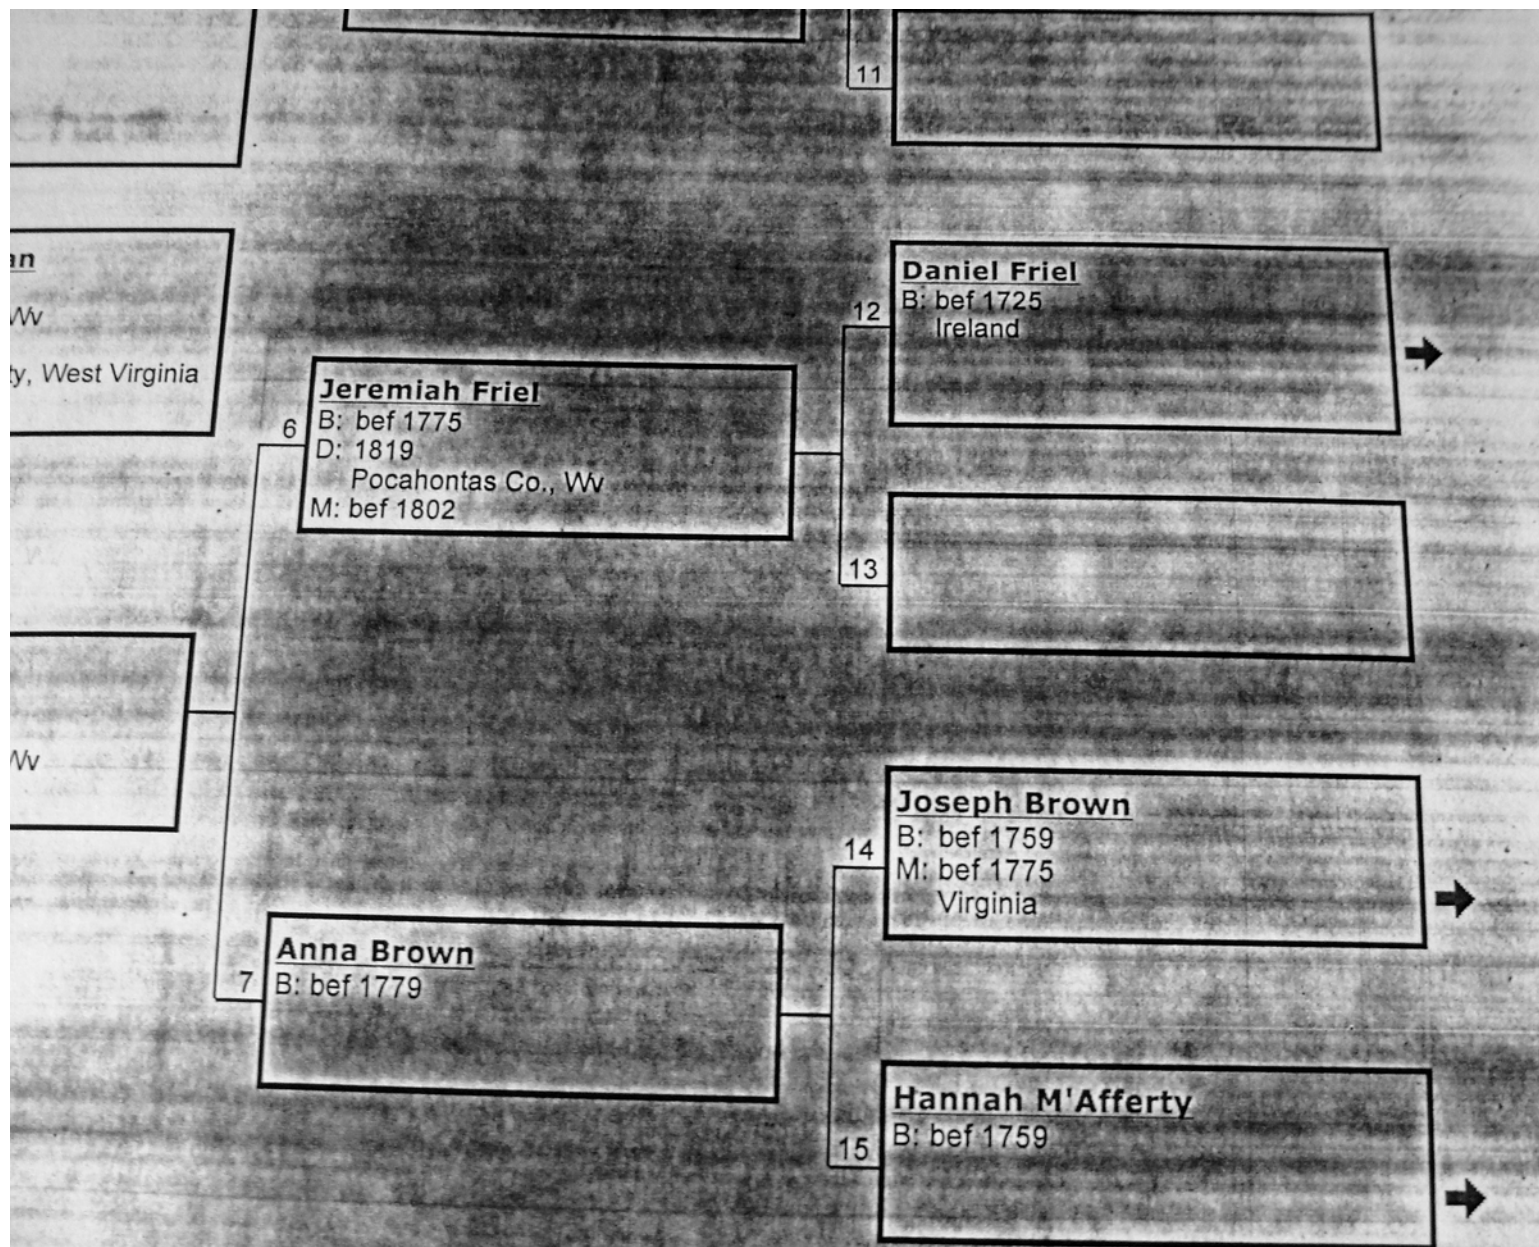 11
an
Wv
ty, West Virginia
12
Daniel Friel
B: bef 1725
Ireland
6
Jeremiah Friel
B: bef 1775
D: 1819
Pocahontas Co., Wv
M: bef 1802
13
Wv
14
Joseph Brown
B: bef 1759
M: bef 1775
Virginia
7
Anna Brown
B: bef 1779
15
Hannah M'Afferty
B: bef 1759